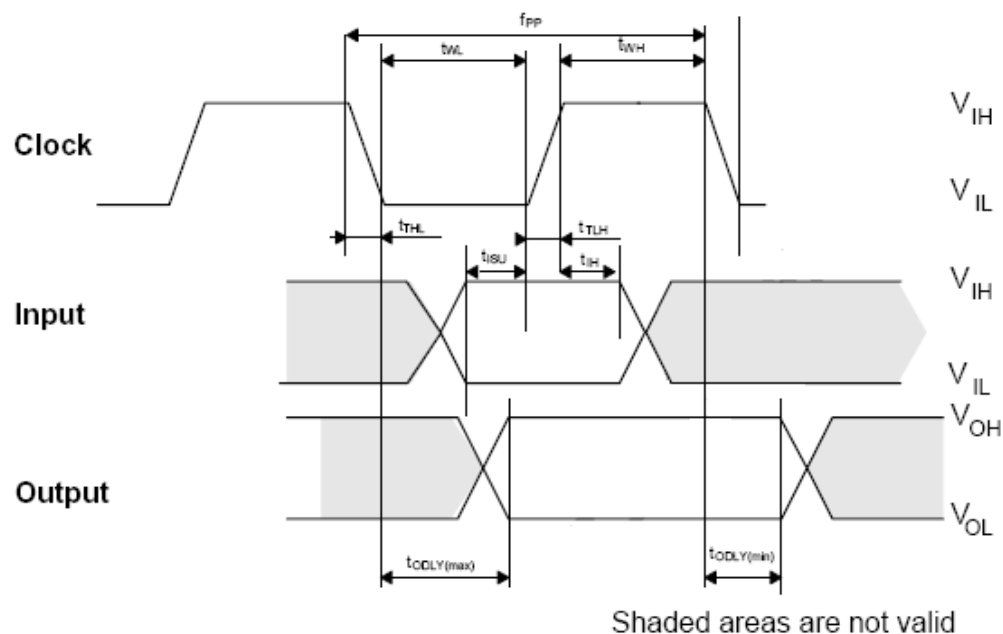 fPP
tWL
tWH
Clock
VIH
VIL
tTHL
tTLH
tISU
tIH
Input
VIH
VIL
VOH
Output
VOL
tODLY(max)
tODLY(min)
Shaded areas are not valid